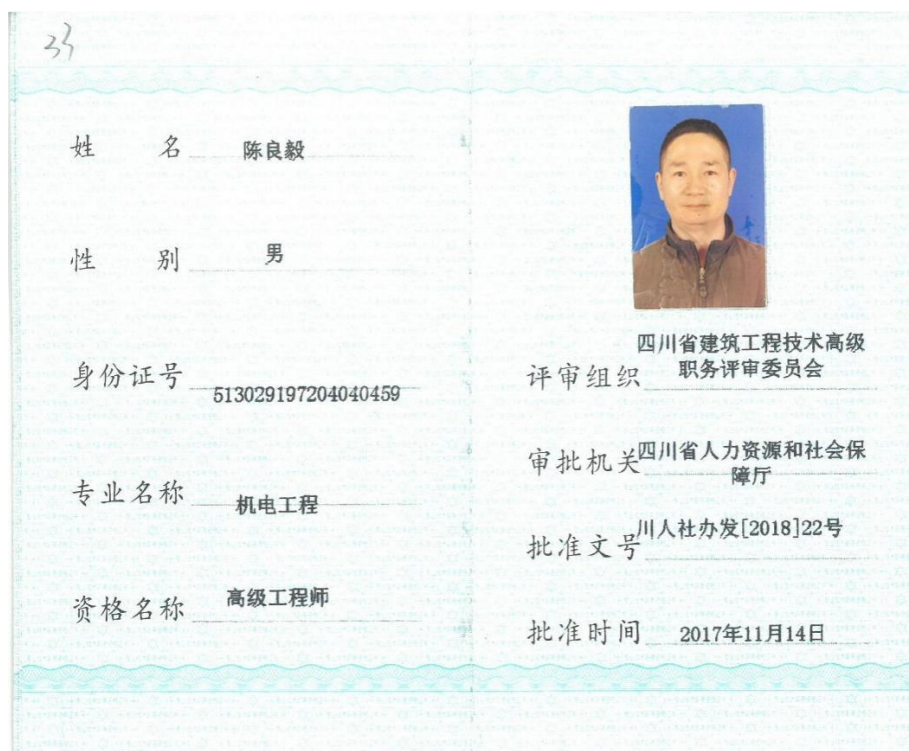 33
姓 名 陈良毅
性 别 男
身份证号 513029197204040459
专业名称 机电工程
资格名称 高级工程师
评审组织 四川省建筑工程技术高级
职务评审委员会
审批机关 四川省人力资源和社会保
障厅
批准文号 川人社办发[2018]22号
批准时间 2017年11月14日